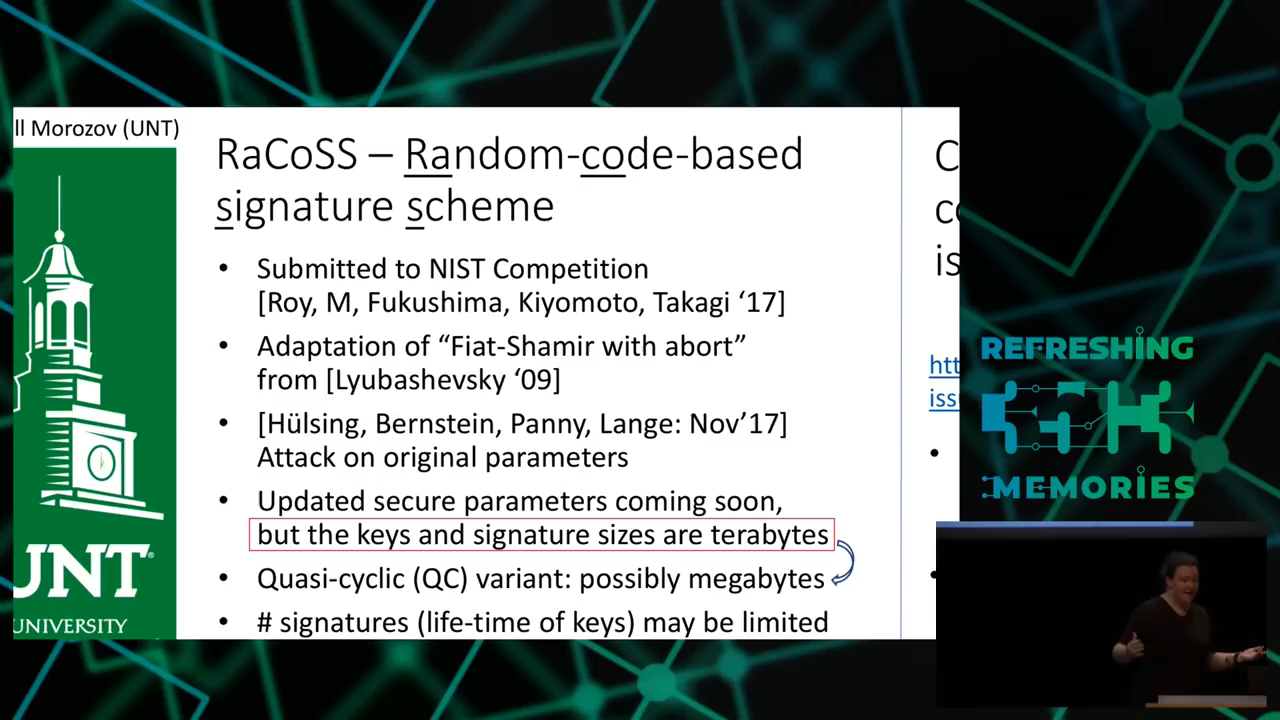 ll Morozov (UNT)
RaCoSS – Random-code-based
signature scheme
• Submitted to NIST Competition
[Roy, M, Fukushima, Kiyomoto, Takagi ‘17]
• Adaptation of “Fiat-Shamir with abort”
from [Lyubashevsky ‘09]
• [Hülsing, Bernstein, Panny, Lange: Nov’17]
Attack on original parameters
• Updated secure parameters coming soon,
but the keys and signature sizes are terabytes
• Quasi-cyclic (QC) variant: possibly megabytes
• # signatures (life-time of keys) may be limited
UNT
UNIVERSITY
C
co
is
htt
iss
•
•
REFRESHING
MEMORIES